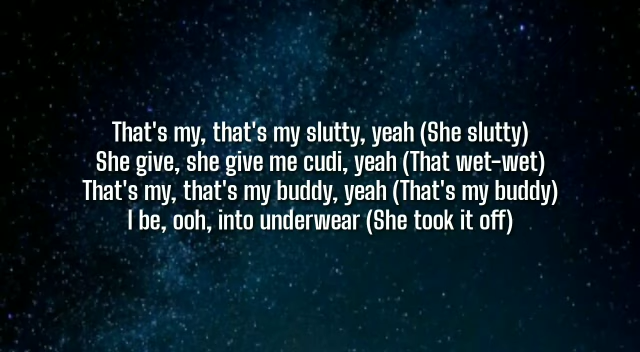 That's my, that's my slutty, yeah (She slutty)
She give, she give me cudi, yeah (That wet-wet)
That's my, that's my buddy, yeah (That's my buddy)
I be, ooh, into underwear (She took it off)